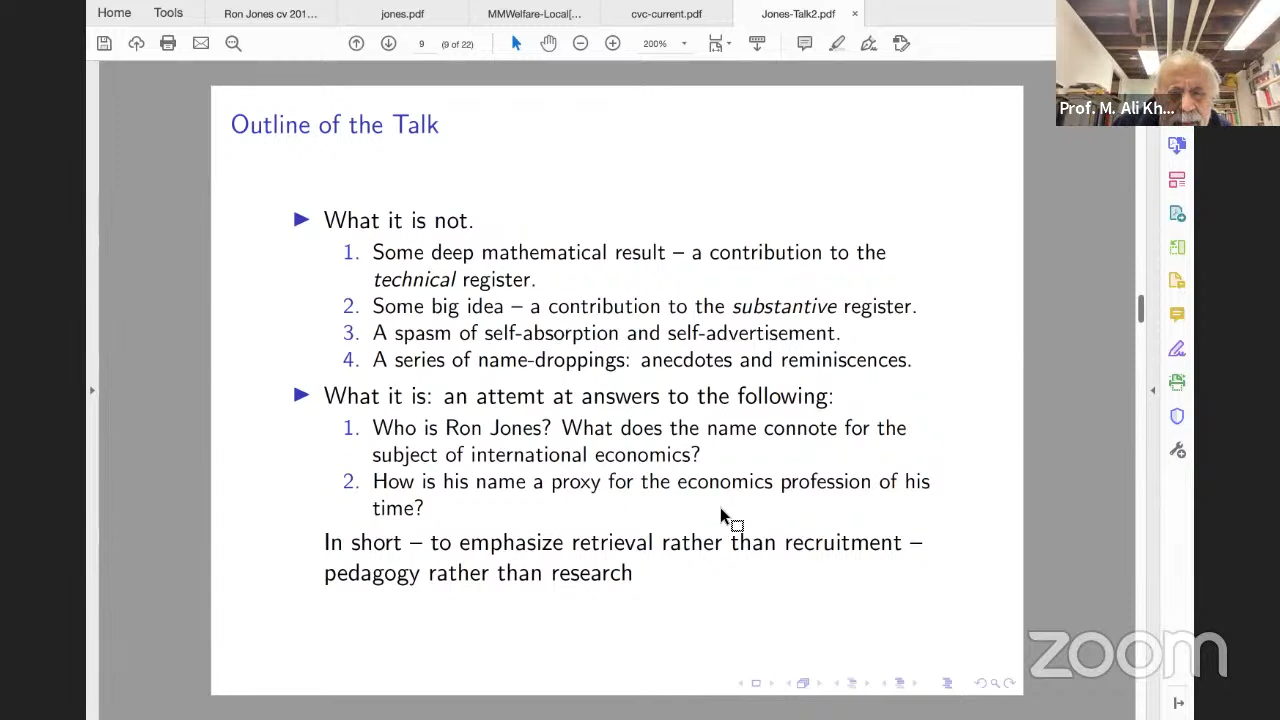 Home Tools Ron Jones cv 201... jones.pdf MMWelfare-Local[... cvc-current.pdf Jones-Talk2.pdf ×
9 (9 of 22) 200%
Prof. M. Ali Kh...
Outline of the Talk
What it is not.
1. Some deep mathematical result – a contribution to the
technical register.
2. Some big idea – a contribution to the substantive register.
3. A spasm of self-absorption and self-advertisement.
4. A series of name-droppings: anecdotes and reminiscences.
What it is: an attemt at answers to the following:
1. Who is Ron Jones? What does the name connote for the
subject of international economics?
2. How is his name a proxy for the economics profession of his
time?
In short – to emphasize retrieval rather than recruitment –
pedagogy rather than research
zoom